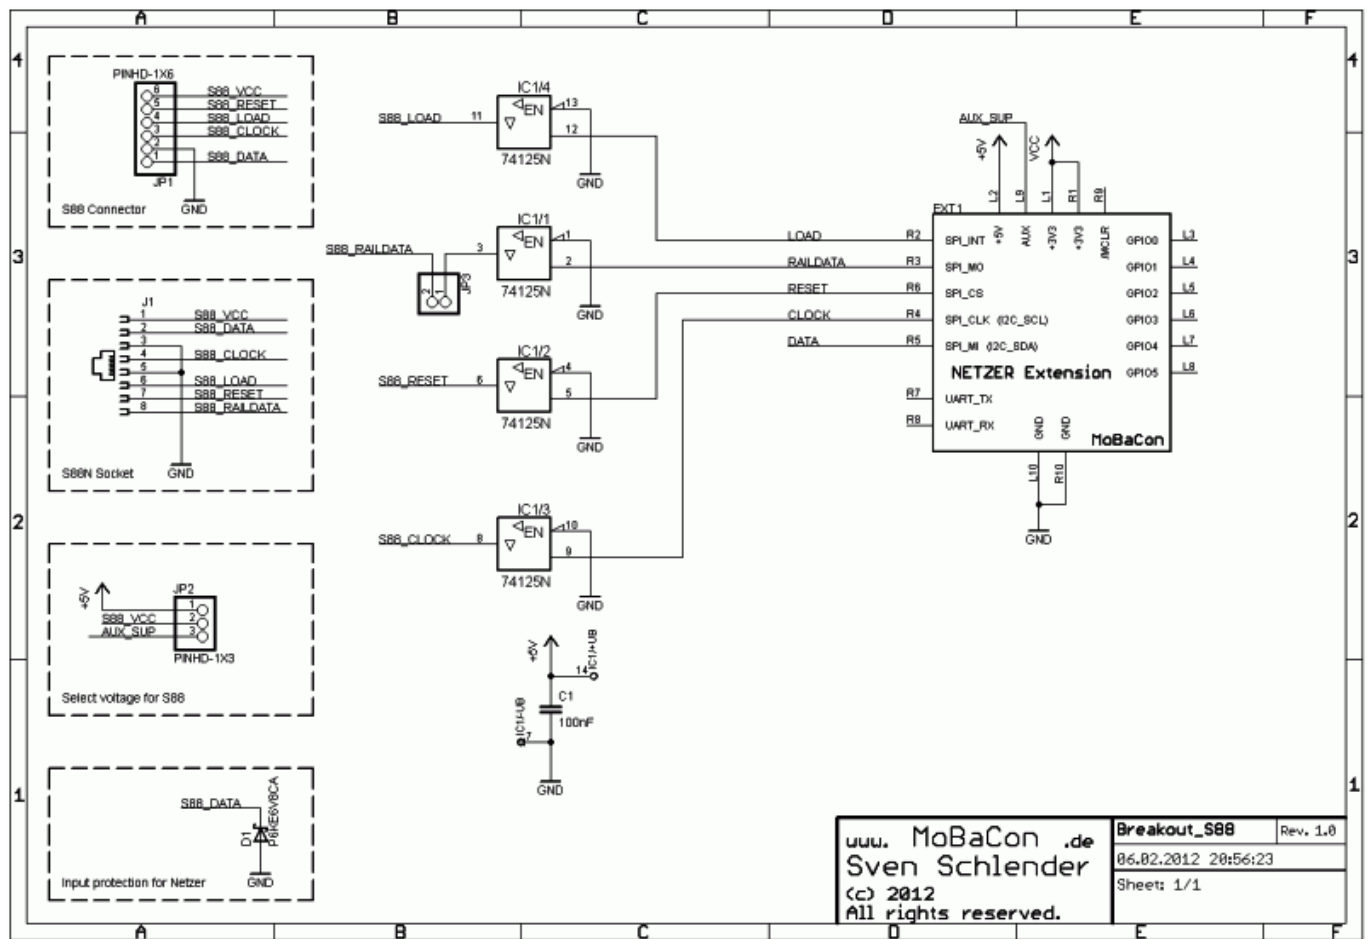 A B C D E F
4 4
PINHD-1X6
6 S88_VCC
5 S88_RESET
4 S88_LOAD
3 S88_CLOCK
2
1 S88_DATA
JP1
S88 Connector GND
IC1/4
S88_LOAD 11 EN 13
12
74125N
GND
IC1/1
S88_RAILDATA 3 EN 1
2
74125N
2 1 JP3
GND
IC1/2
S88_RESET 6 EN 4
5
74125N
GND
IC1/3
S88_CLOCK 8 EN 10
9
74125N
GND
AUX_SUP
+5V VCC
L2 L9 L1 R1 R9
EXT1
+5V AUX +3V3 +3V3 /MCLR
LOAD R2 SPI_INT GPIO0 L3
RAILDATA R3 SPI_MO GPIO1 L4
RESET R6 SPI_CS GPIO2 L5
CLOCK R4 SPI_CLK (I2C_SCL) GPIO3 L6
DATA R5 SPI_MI (I2C_SDA) GPIO4 L7
NETZER Extension GPIO5 L8
R7 UART_TX
R8 UART_RX
GND GND
MoBaCon
L10 R10
GND
3 3
J1
1 S88_VCC
2 S88_DATA
3
4 S88_CLOCK
5
6 S88_LOAD
7 S88_RESET
8 S88_RAILDATA
S88N Socket GND
2 2
+5V JP2
1
S88_VCC 2
AUX_SUP 3
PINHD-1X3
Select voltage for S88
+5V
14 IC1/+UB
C1
100nF
IC1/-UB 7
GND
1 1
S88_DATA
D1 P6KE6V8CA
Input protection for Netzer GND
www. MoBaCon .de
Sven Schlender
(c) 2012
All rights reserved.
Breakout_S88 Rev. 1.0
06.02.2012 20:56:23
Sheet: 1/1
A B C D E F